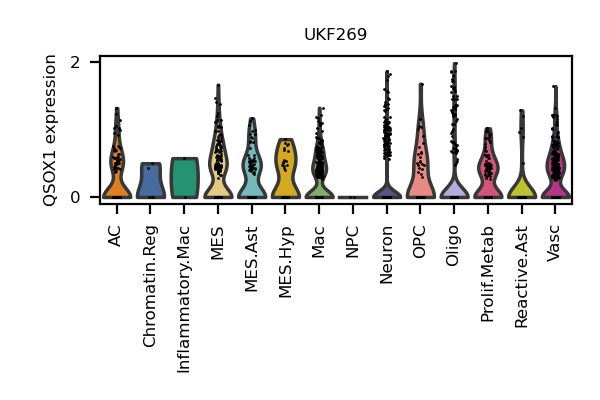 UKF269
QSOX1 expression
2
0
AC
Chromatin.Reg
Inflammatory.Mac
MES
MES.Ast
MES.Hyp
Mac
NPC
Neuron
OPC
Oligo
Prolif.Metab
Reactive.Ast
Vasc